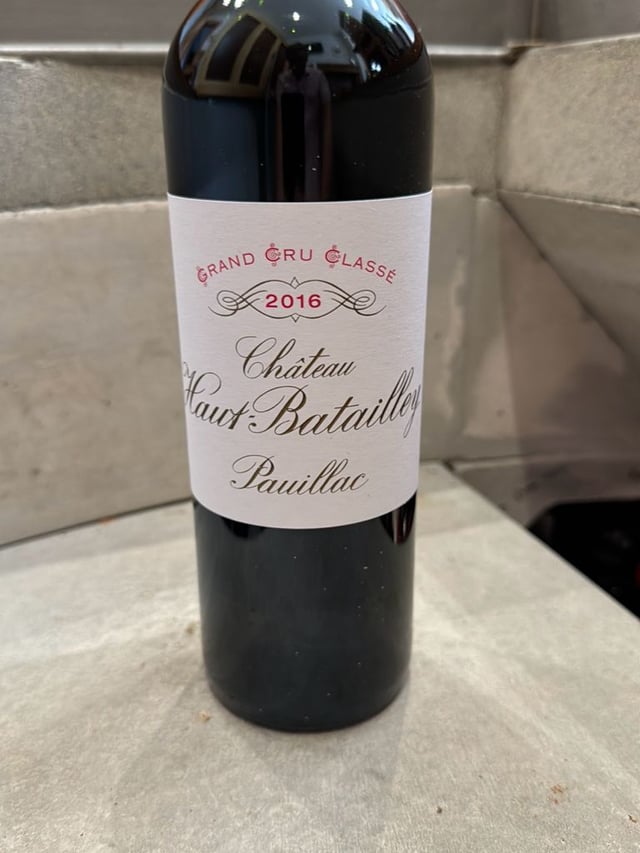 GRAND CRU CLASSÉ
2016
Château
Haut-Batailley
Pauillac